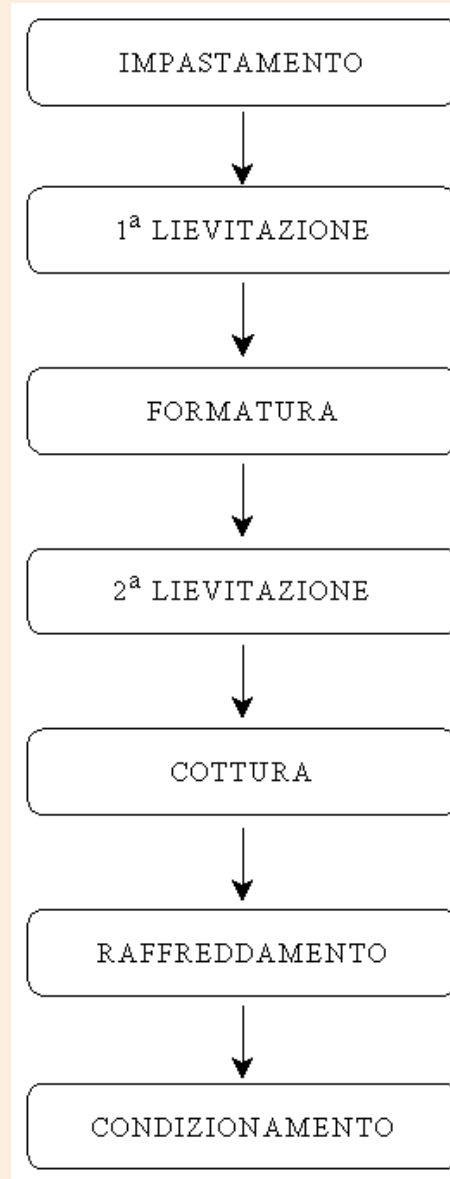 IMPASTAMENTO
1ª LIEVITAZIONE
FORMATURA
2ª LIEVITAZIONE
COTTURA
RAFFREDDAMENTO
CONDIZIONAMENTO